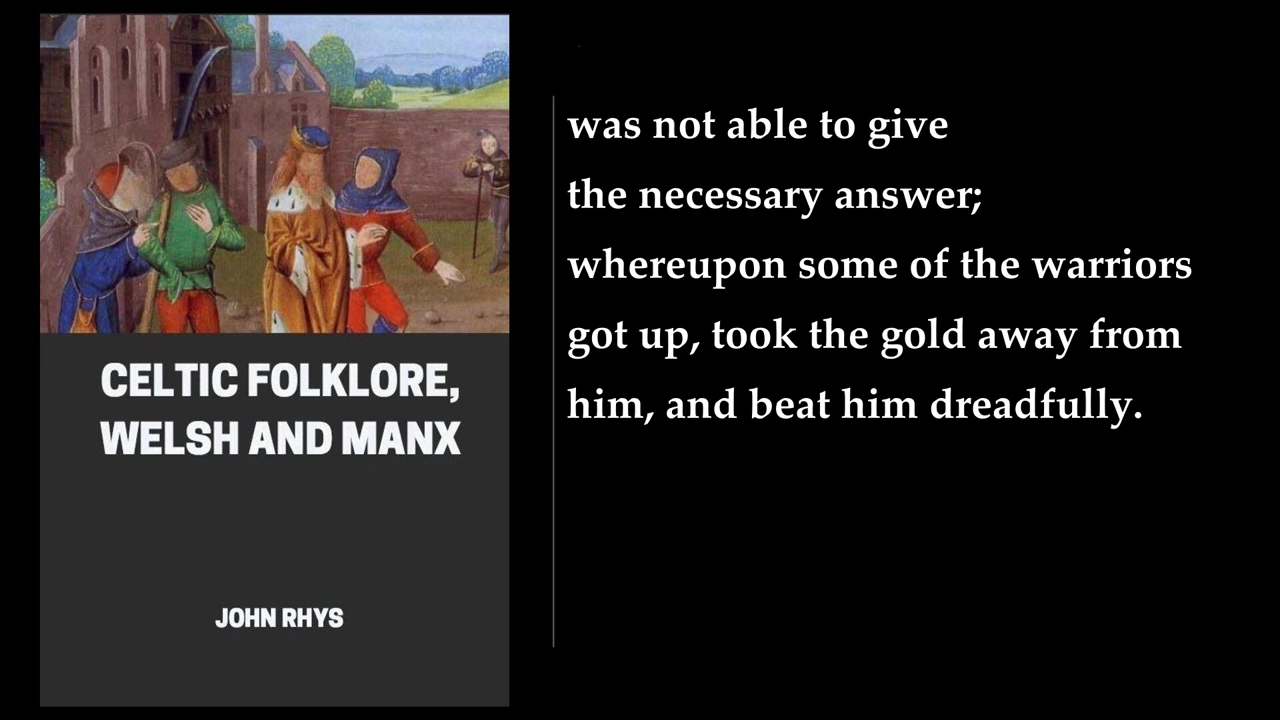 CELTIC FOLKLORE,
WELSH AND MANX
JOHN RHYS
was not able to give
the necessary answer;
whereupon some of the warriors
got up, took the gold away from
him, and beat him dreadfully.